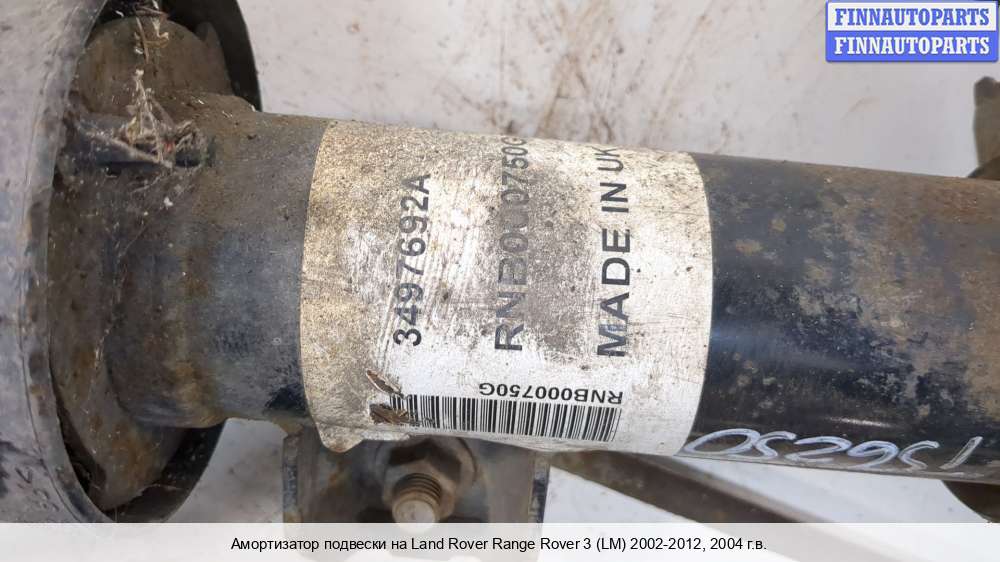 FINNAUTOPARTS
FINNAUTOPARTS
3497692A
RNB000750G
MADE IN UK
RNB000750G
Амортизатор подвески на Land Rover Range Rover 3 (LM) 2002-2012, 2004 г.в.